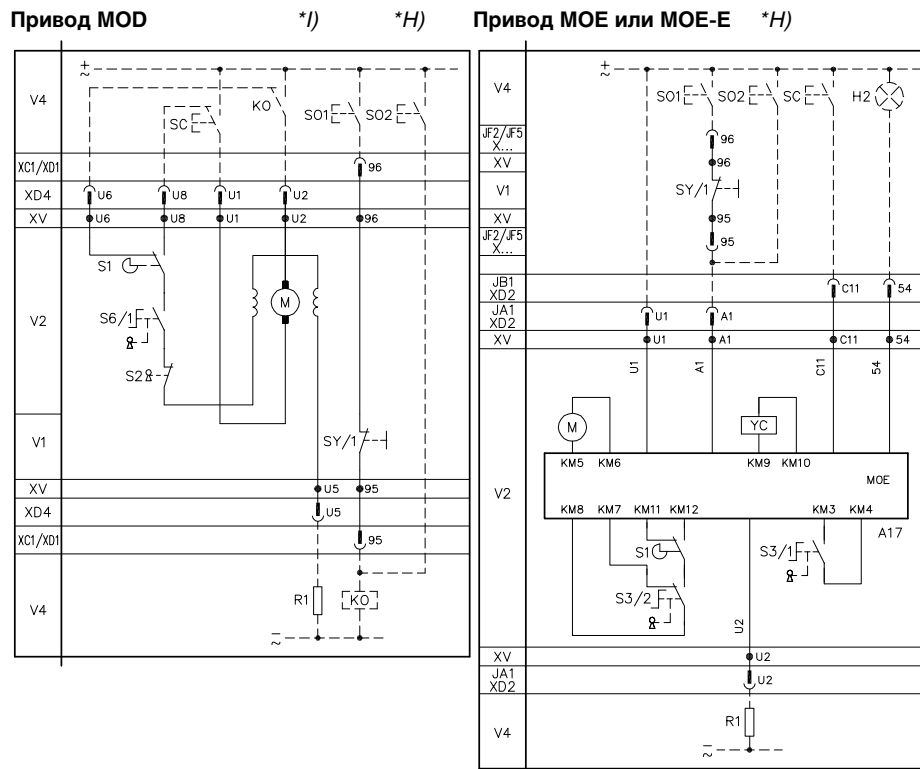 Привод MOD *I) *H)
V4
+
~
KO
SC
SO1 SO2
XC1/XD1
96
XD4
U6 U8 U1 U2
XV
U6 U8 U1 U2 96
V2
S1
M
S6/1
S2
V1
SY/1
XV
U5 95
XD4
U5
XC1/XD1
95
V4
R1
KO
–
~
Привод MOE или MOE-E *H)
+
~
V4
SO1 SO2 SC H2
JF2/JF5
X...
96
XV
96
V1
SY/1
XV
95
JF2/JF5
X...
95
JB1
XD2
C11 54
JA1
XD2
U1 A1
XV
U1 A1 C11 54
U1 A1 C11 54
V2
M
YC
KM5 KM6 KM9 KM10
MOE
KM8 KM7 KM11 KM12 KM3 KM4
A17
S1
S3/1
S3/2
U2
XV
U2
JA1
XD2
U2
V4
R1
–
~